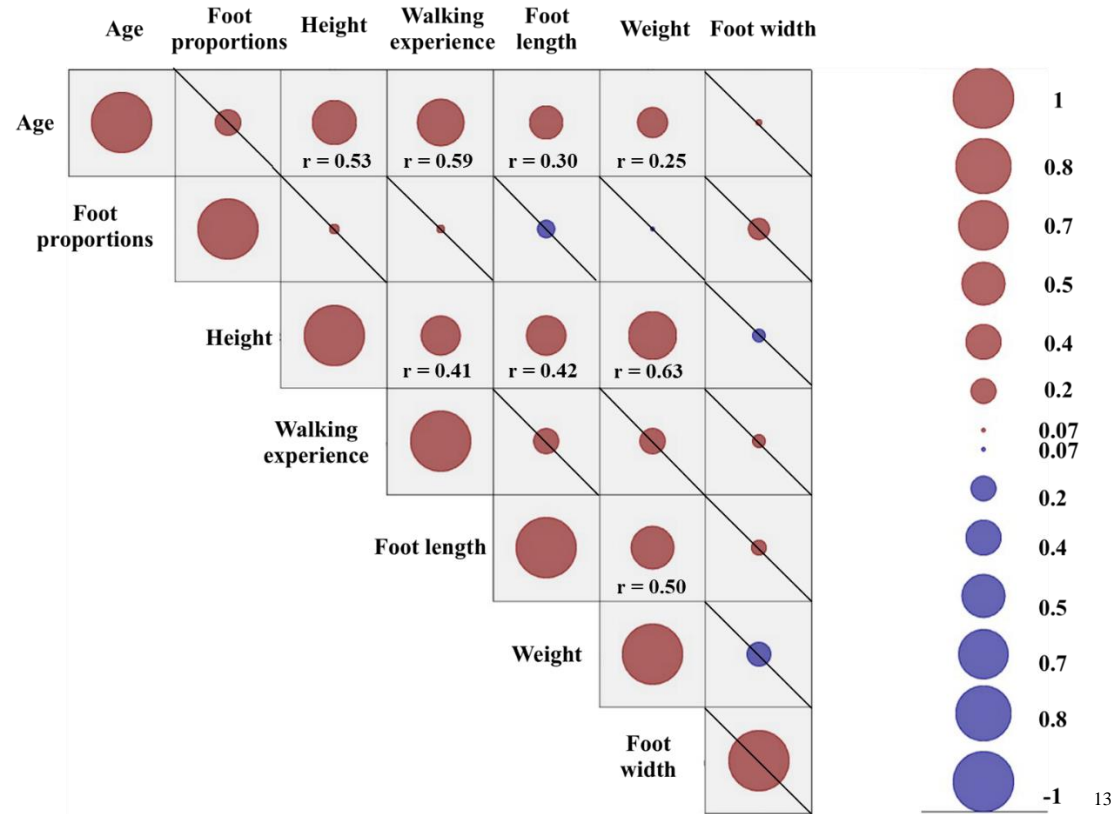 Age
Foot
proportions
Height
Walking
experience
Foot
length
Weight
Foot width
Age
r = 0.53
r = 0.59
r = 0.30
r = 0.25
Foot
proportions
Height
r = 0.41
r = 0.42
r = 0.63
Walking
experience
Foot length
r = 0.50
Weight
Foot
width
1
0.8
0.7
0.5
0.4
0.2
0.07
0.07
0.2
0.4
0.5
0.7
0.8
-1
13